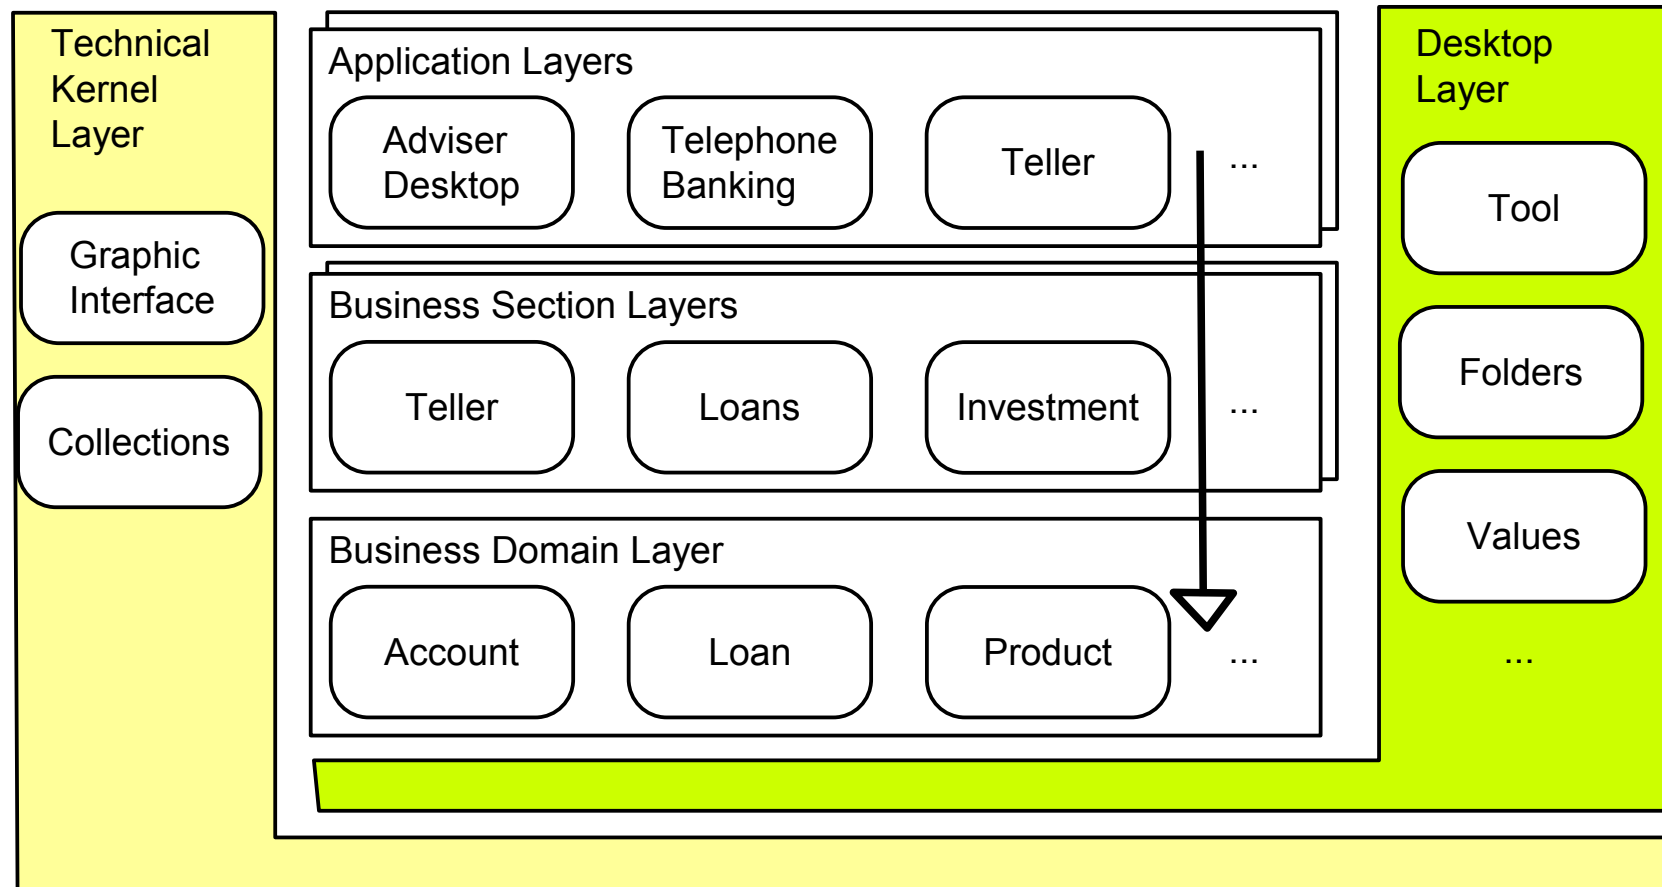 Technical
Kernel
Layer
Graphic
Interface
Collections
Application Layers
Adviser
Desktop
Telephone
Banking
Teller
...
Business Section Layers
Teller
Loans
Investment
...
Business Domain Layer
Account
Loan
Product
...
Desktop
Layer
Tool
Folders
Values
...